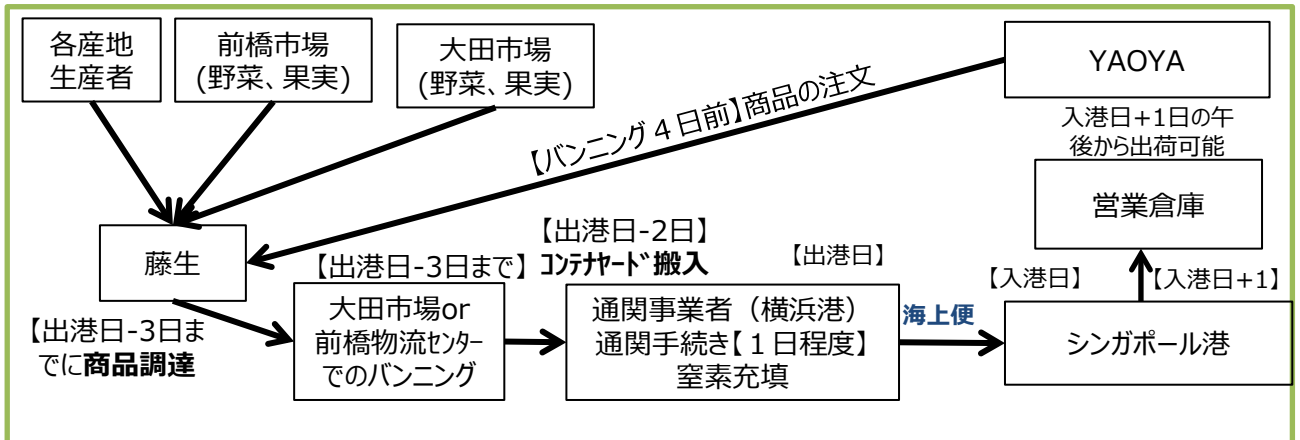 各産地
生産者
前橋市場
(野菜、果実)
大田市場
(野菜、果実)
YAOYA
【バンニング４日前】商品の注文
入港日+1日の午
後から出荷可能
営業倉庫
藤生
【出港日-3日ま
でに商品調達
【出港日-3日まで】
大田市場or
前橋物流ｾﾝﾀｰ
でのバンニング
【出港日-2日】
ｺﾝﾃﾅﾔｰﾄﾞ搬入
【出港日】
通関事業者（横浜港）
通関手続き【１日程度】
窒素充填
海上便
【入港日】
【入港日+1】
シンガポール港